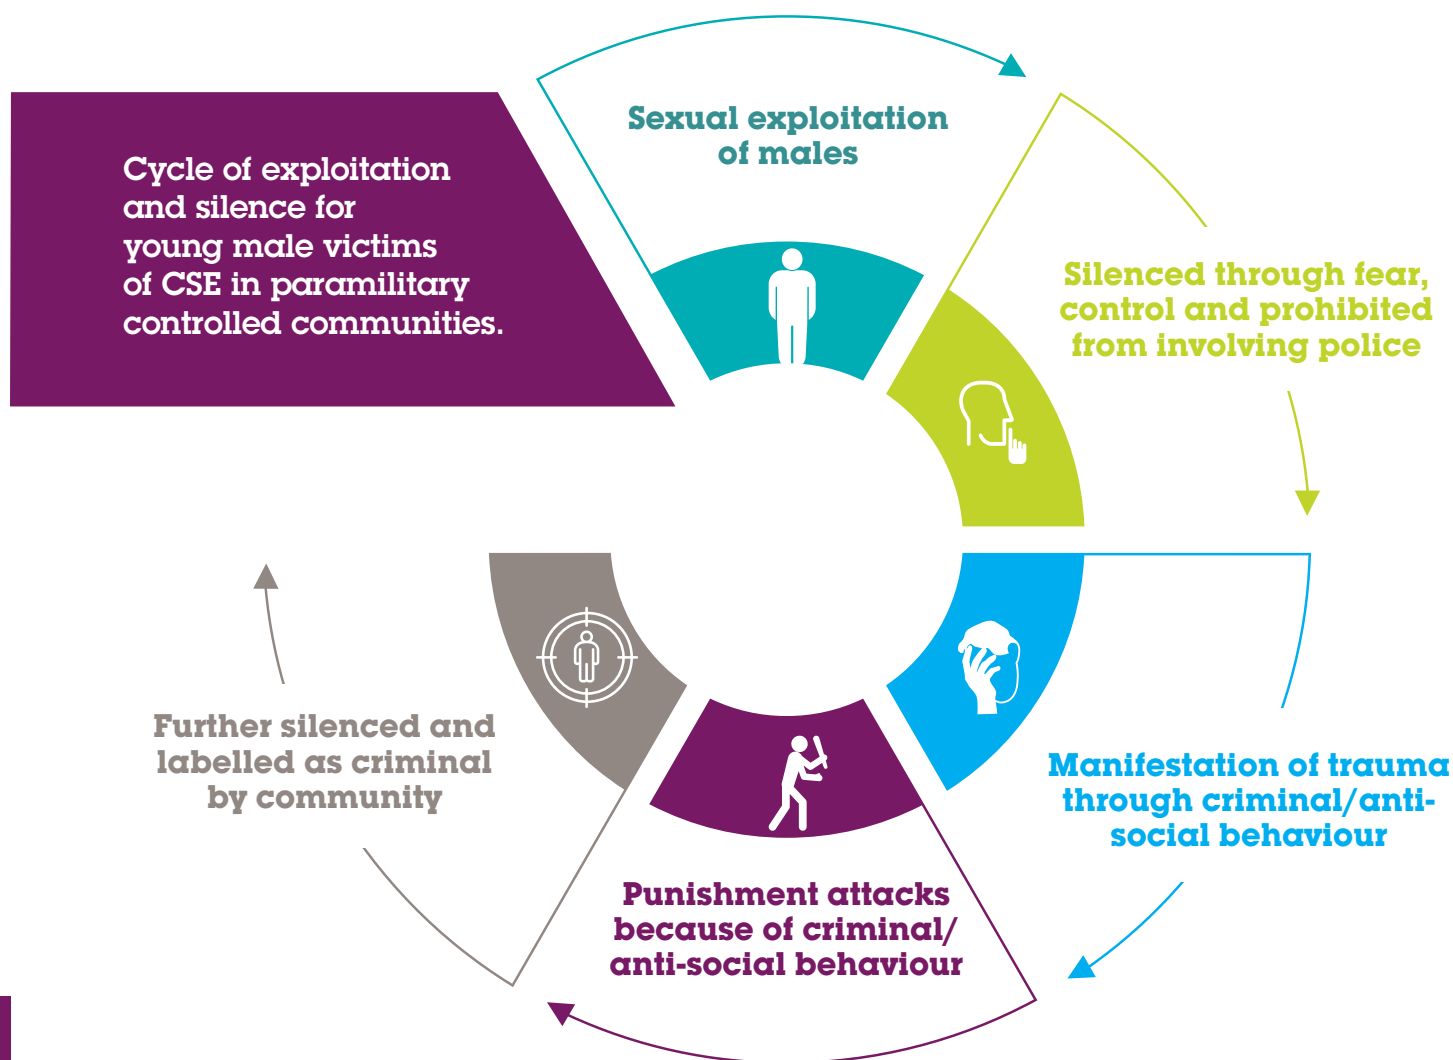 Cycle of exploitation
and silence for
young male victims
of CSE in paramilitary
controlled communities.
Sexual exploitation
of males
Silenced through fear,
control and prohibited
from involving police
Manifestation of trauma
through criminal/anti-
social behaviour
Punishment attacks
because of criminal/
anti-social behaviour
Further silenced and
labelled as criminal
by community